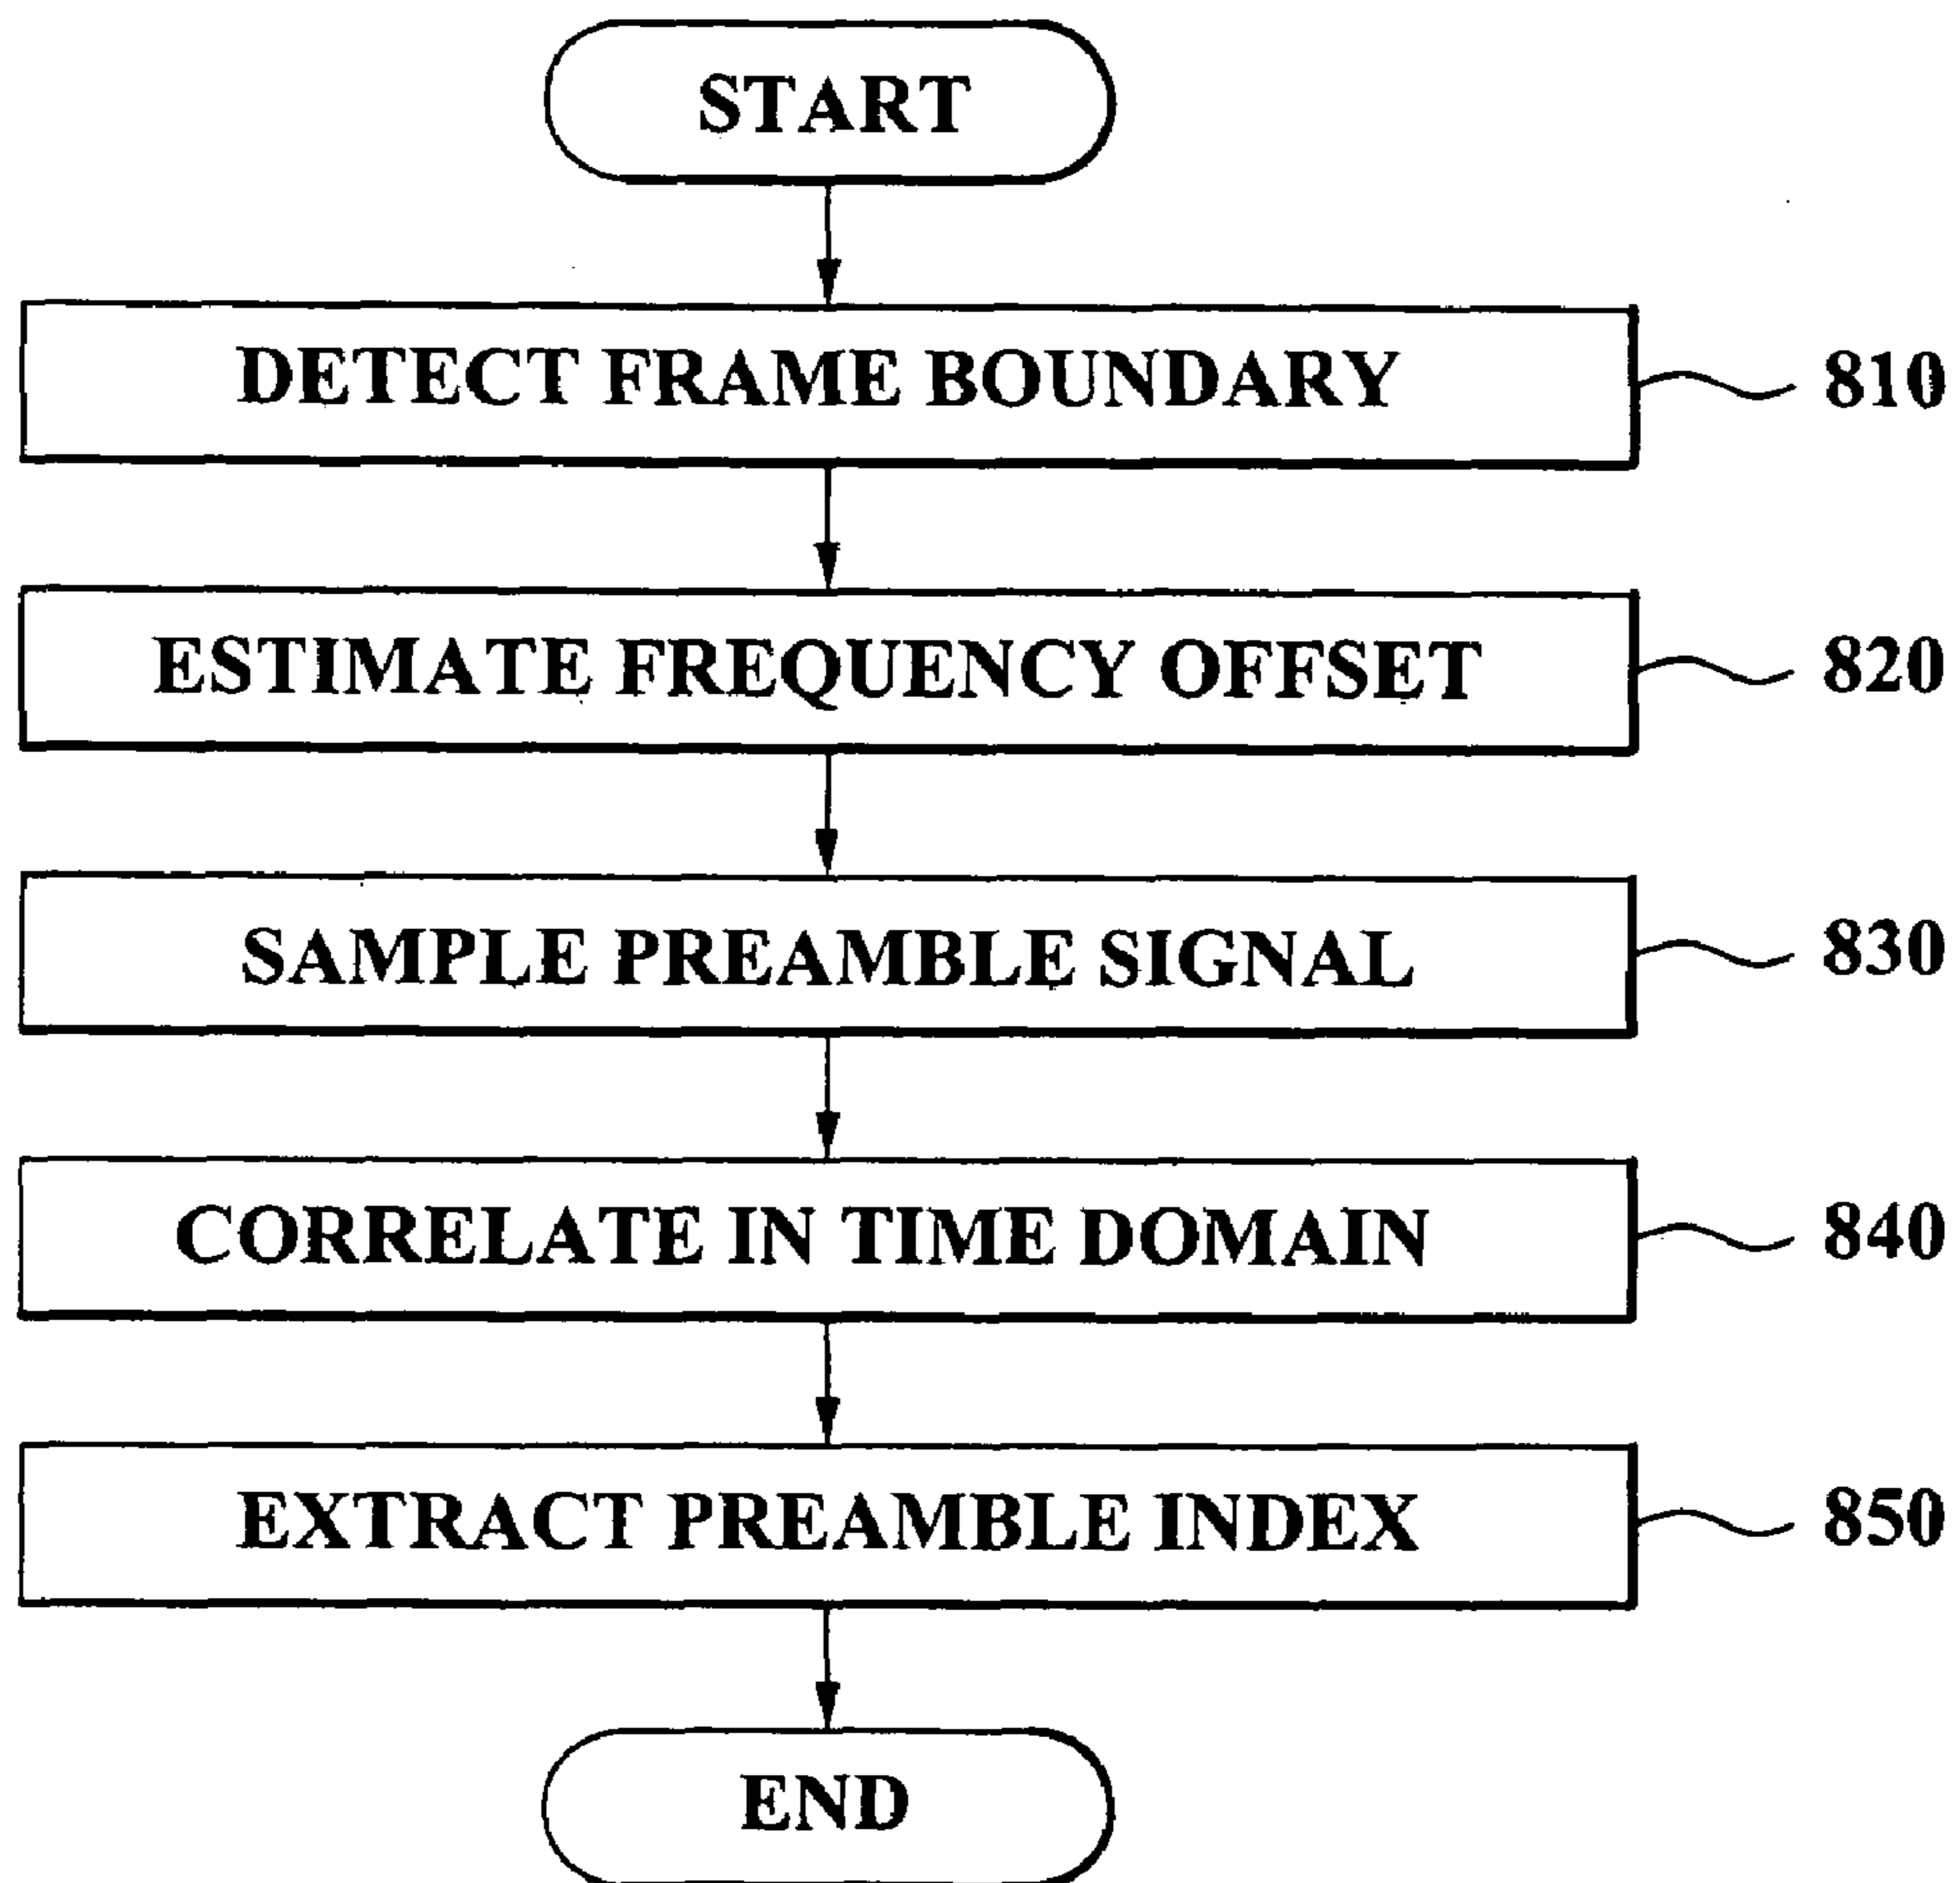 START
DETECT FRAME BOUNDARY
810
ESTIMATE FREQUENCY OFFSET
820
SAMPLE PREAMBLE SIGNAL
830
CORRELATE IN TIME DOMAIN
840
EXTRACT PREAMBLE INDEX
850
END